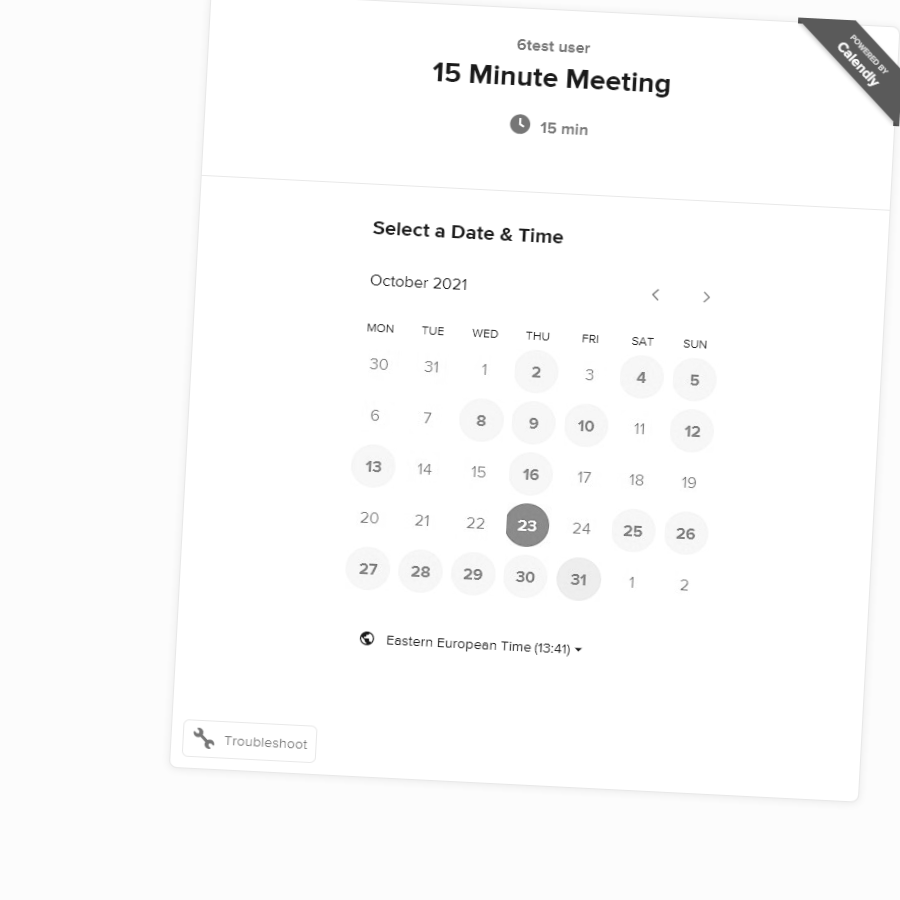 6test user
15 Minute Meeting
15 min
POWERED BY
Calendly
Select a Date & Time
October 2021
MON TUE WED THU FRI SAT SUN
30 31 1 2 3 4 5
6 7 8 9 10 11 12
13 14 15 16 17 18 19
20 21 22 23 24 25 26
27 28 29 30 31 1 2
Eastern European Time (13:41)
Troubleshoot